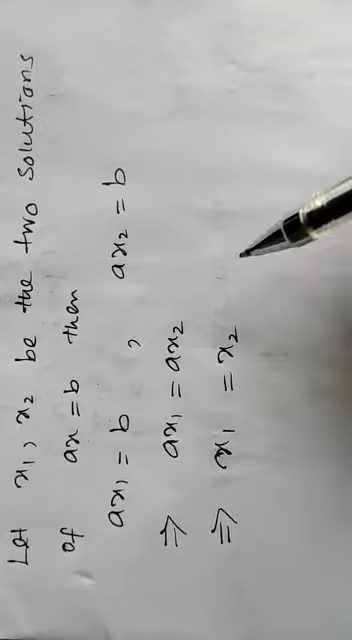 Let x₁, x₂ be the two solutions
of ax = b then
ax₁ = b , ax₂ = b
⇒ ax₁ = ax₂
⇒ x₁ = x₂